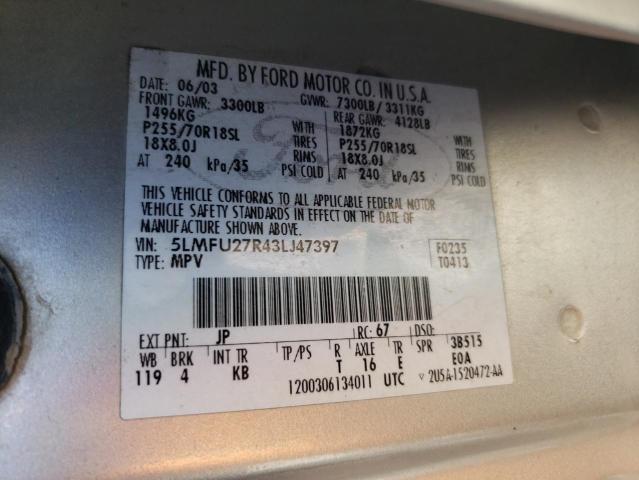 MFD. BY FORD MOTOR CO. IN U.S.A.
DATE: 06/03 GVWR: 7300LB / 3311KG
FRONT GAWR: 3300LB REAR GAWR: 4128LB
1496KG WITH 1872KG WITH
P255/70R18SL TIRES P255/70R18SL TIRES
18X8.0J RIMS 18X8.0J RIMS
AT 240 kPa/35 PSI COLD AT 240 kPa/35 PSI COLD
THIS VEHICLE CONFORMS TO ALL APPLICABLE FEDERAL MOTOR
VEHICLE SAFETY STANDARDS IN EFFECT ON THE DATE OF
MANUFACTURE SHOWN ABOVE.
VIN: 5LMFU27R43LJ47397 F0235
TYPE: MPV T0413
EXT PNT: JP RC: 67 DSO:
WB BRK INT TR TP/PS R AXLE TR SPR 3B515
119 4 KB T 16 E E0A
1200306134011 UTC ▽ 2U5A-1520472-AA
Ford